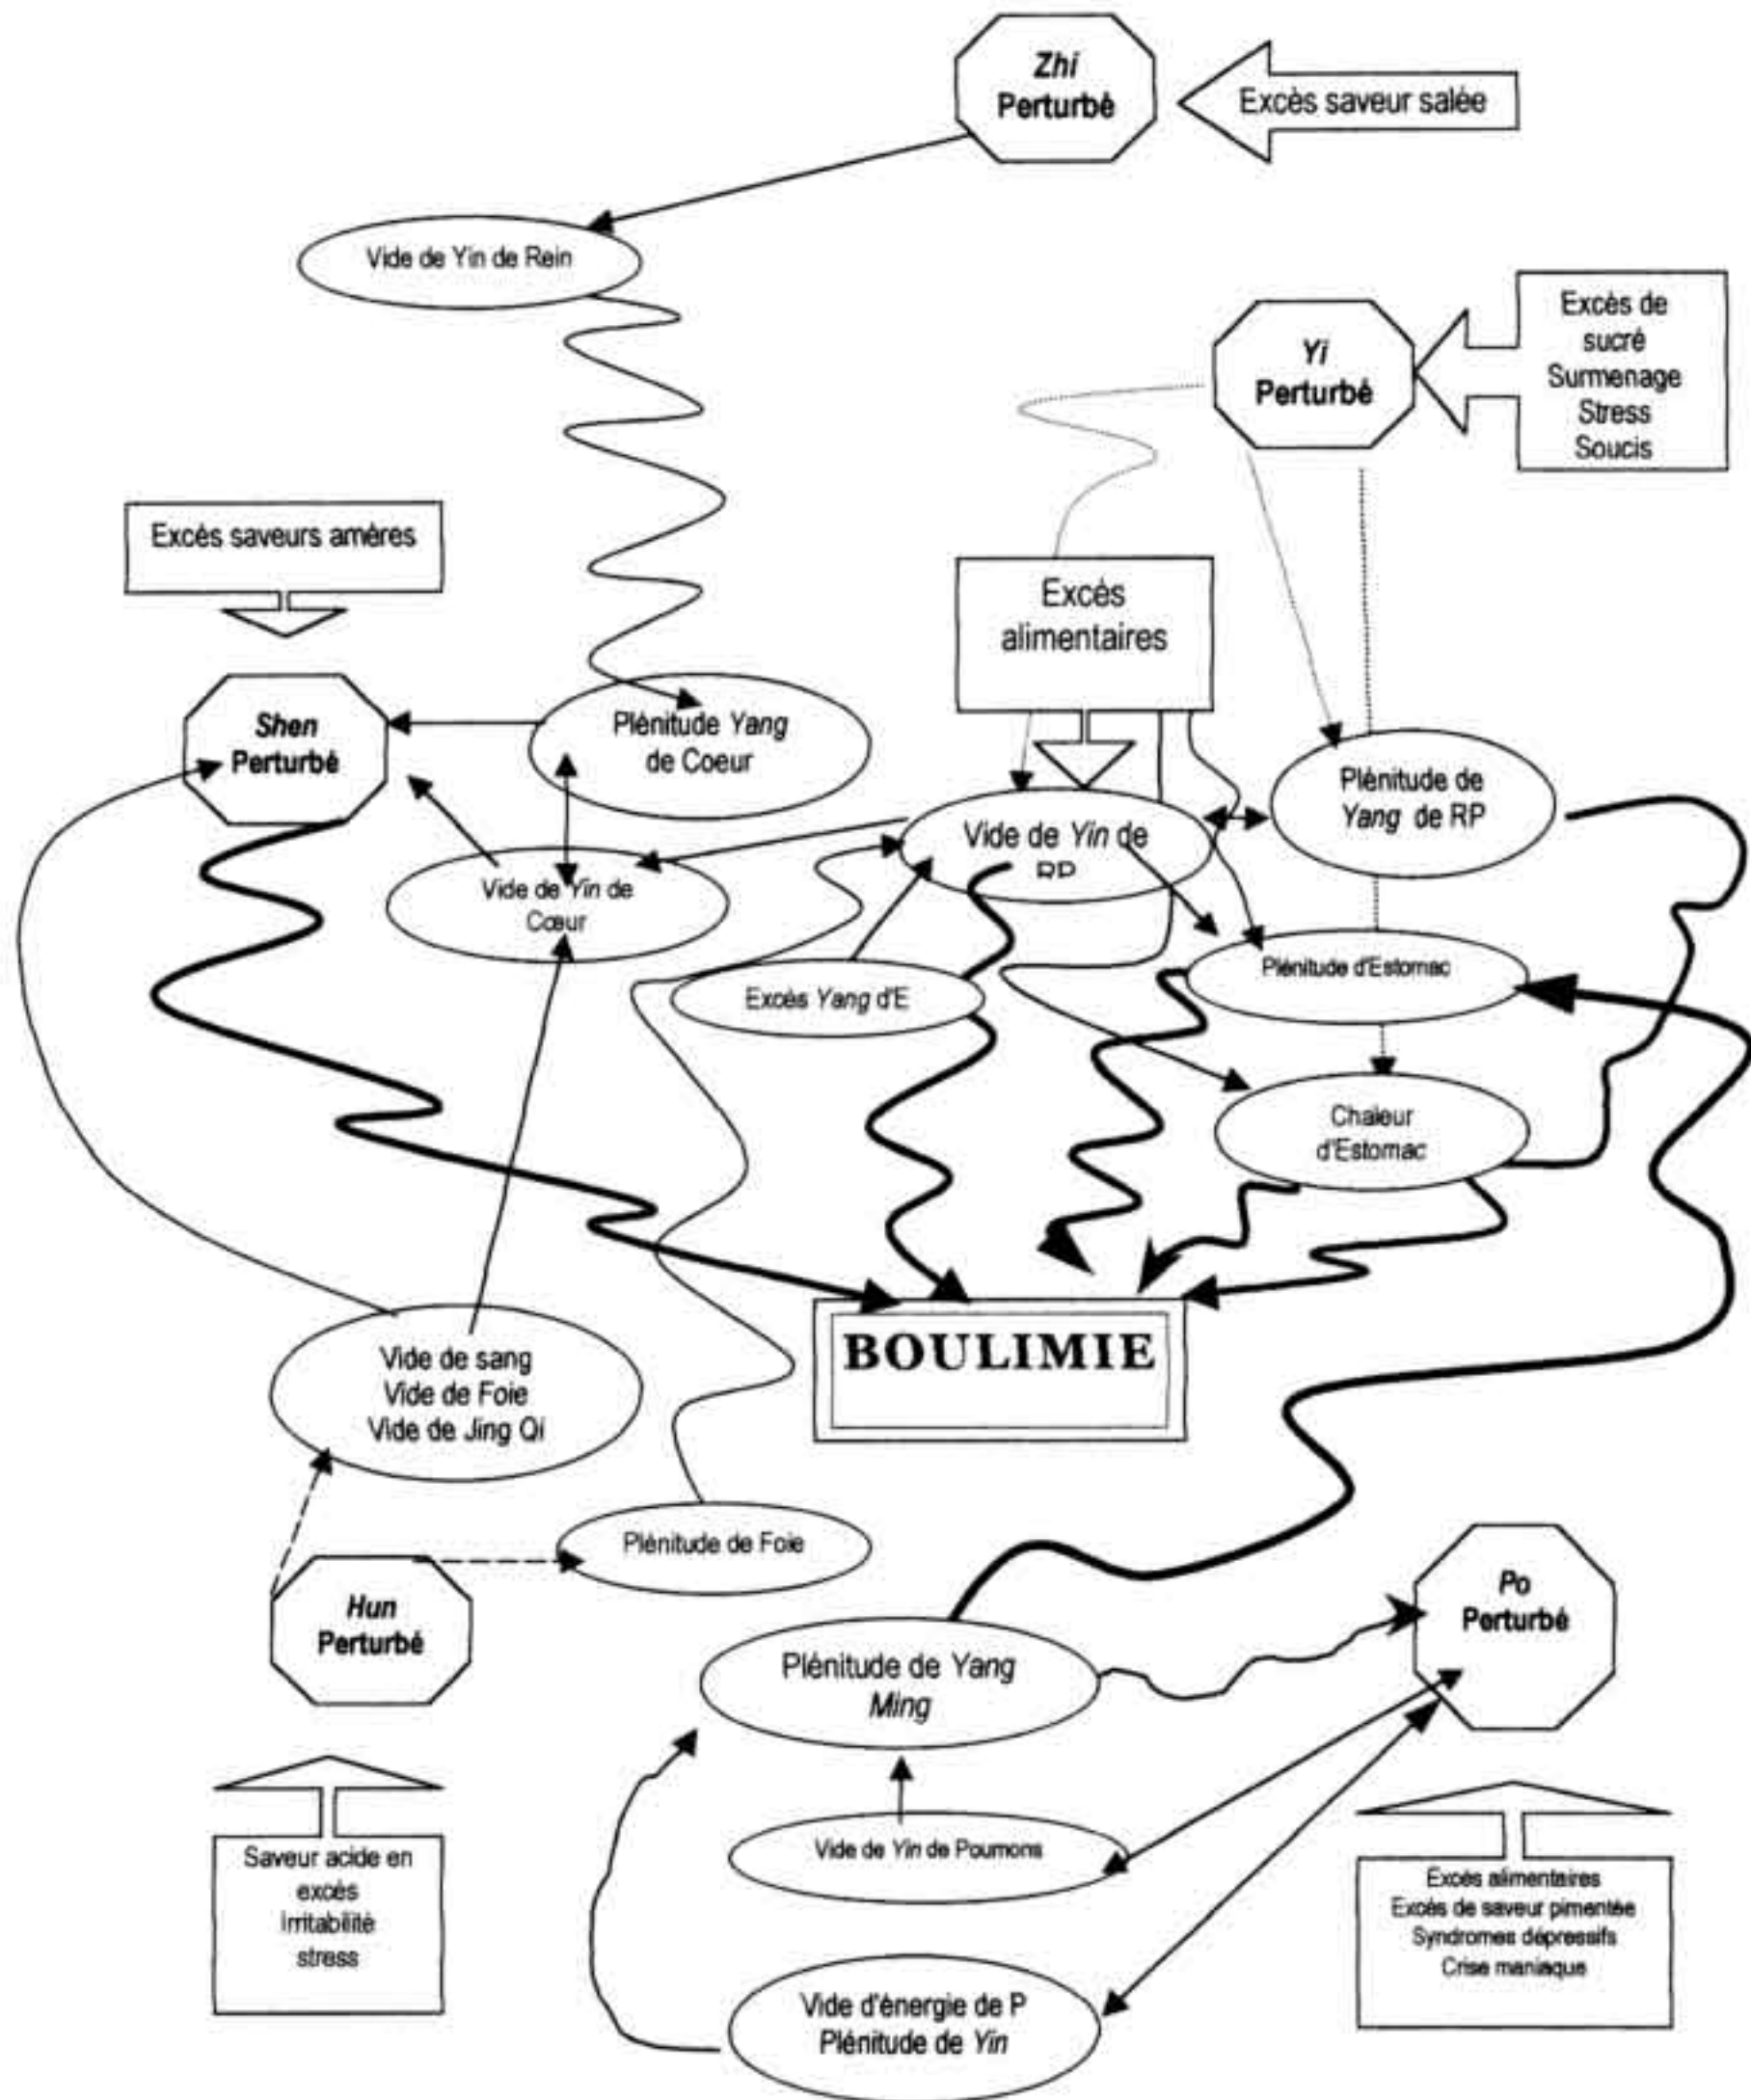 Zhi
Perturbé
Excès saveur salée
Vide de Yin de Rein
Excès de
sucré
Surmenage
Stress
Soucis
Yi
Perturbé
Excès saveurs amères
Excès
alimentaires
Shen
Perturbé
Plénitude Yang
de Coeur
Plénitude de
Yang de RP
Vide de Yin de
RP
Vide de Yin de
Cœur
Plénitude d'Estomac
Excès Yang d'E
Chaleur
d'Estomac
BOULIMIE
Vide de sang
Vide de Foie
Vide de Jing Qi
Plénitude de Foie
Hun
Perturbé
Po
Perturbé
Plénitude de Yang
Ming
Vide de Yin de Poumons
Saveur acide en
excès
Irritabilité
stress
Excès alimentaires
Excès de saveur pimentée
Syndromes dépressifs
Crise maniaque
Vide d'énergie de P
Plénitude de Yin